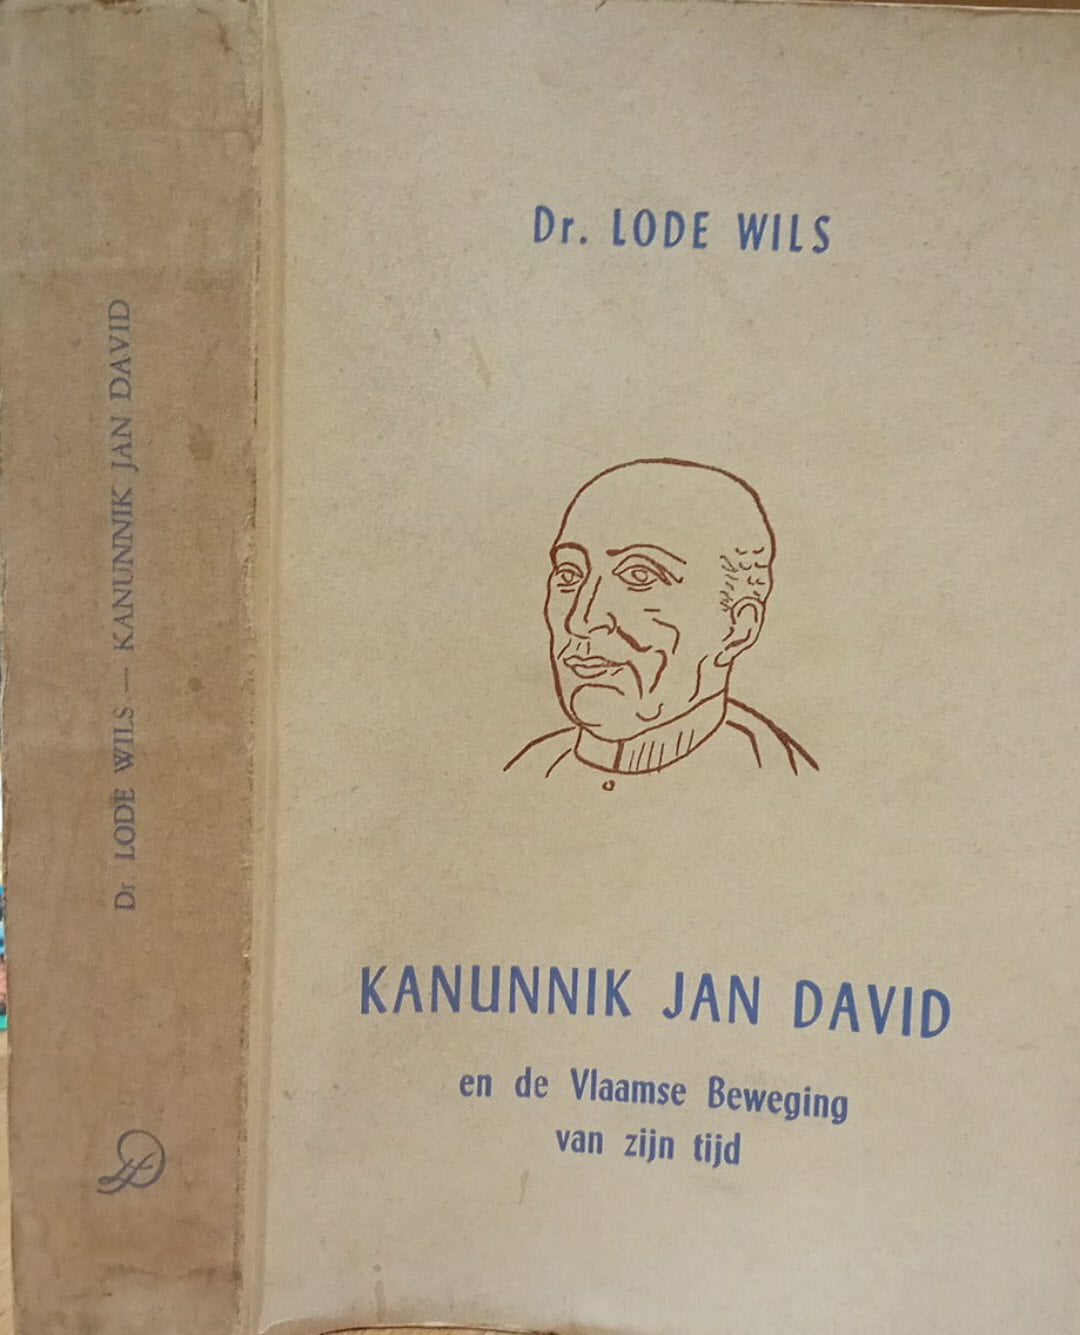 Dr. LODE WILS — KANUNNIK JAN DAVID
Dr. LODE WILS
KANUNNIK JAN DAVID
en de Vlaamse Beweging
van zijn tijd